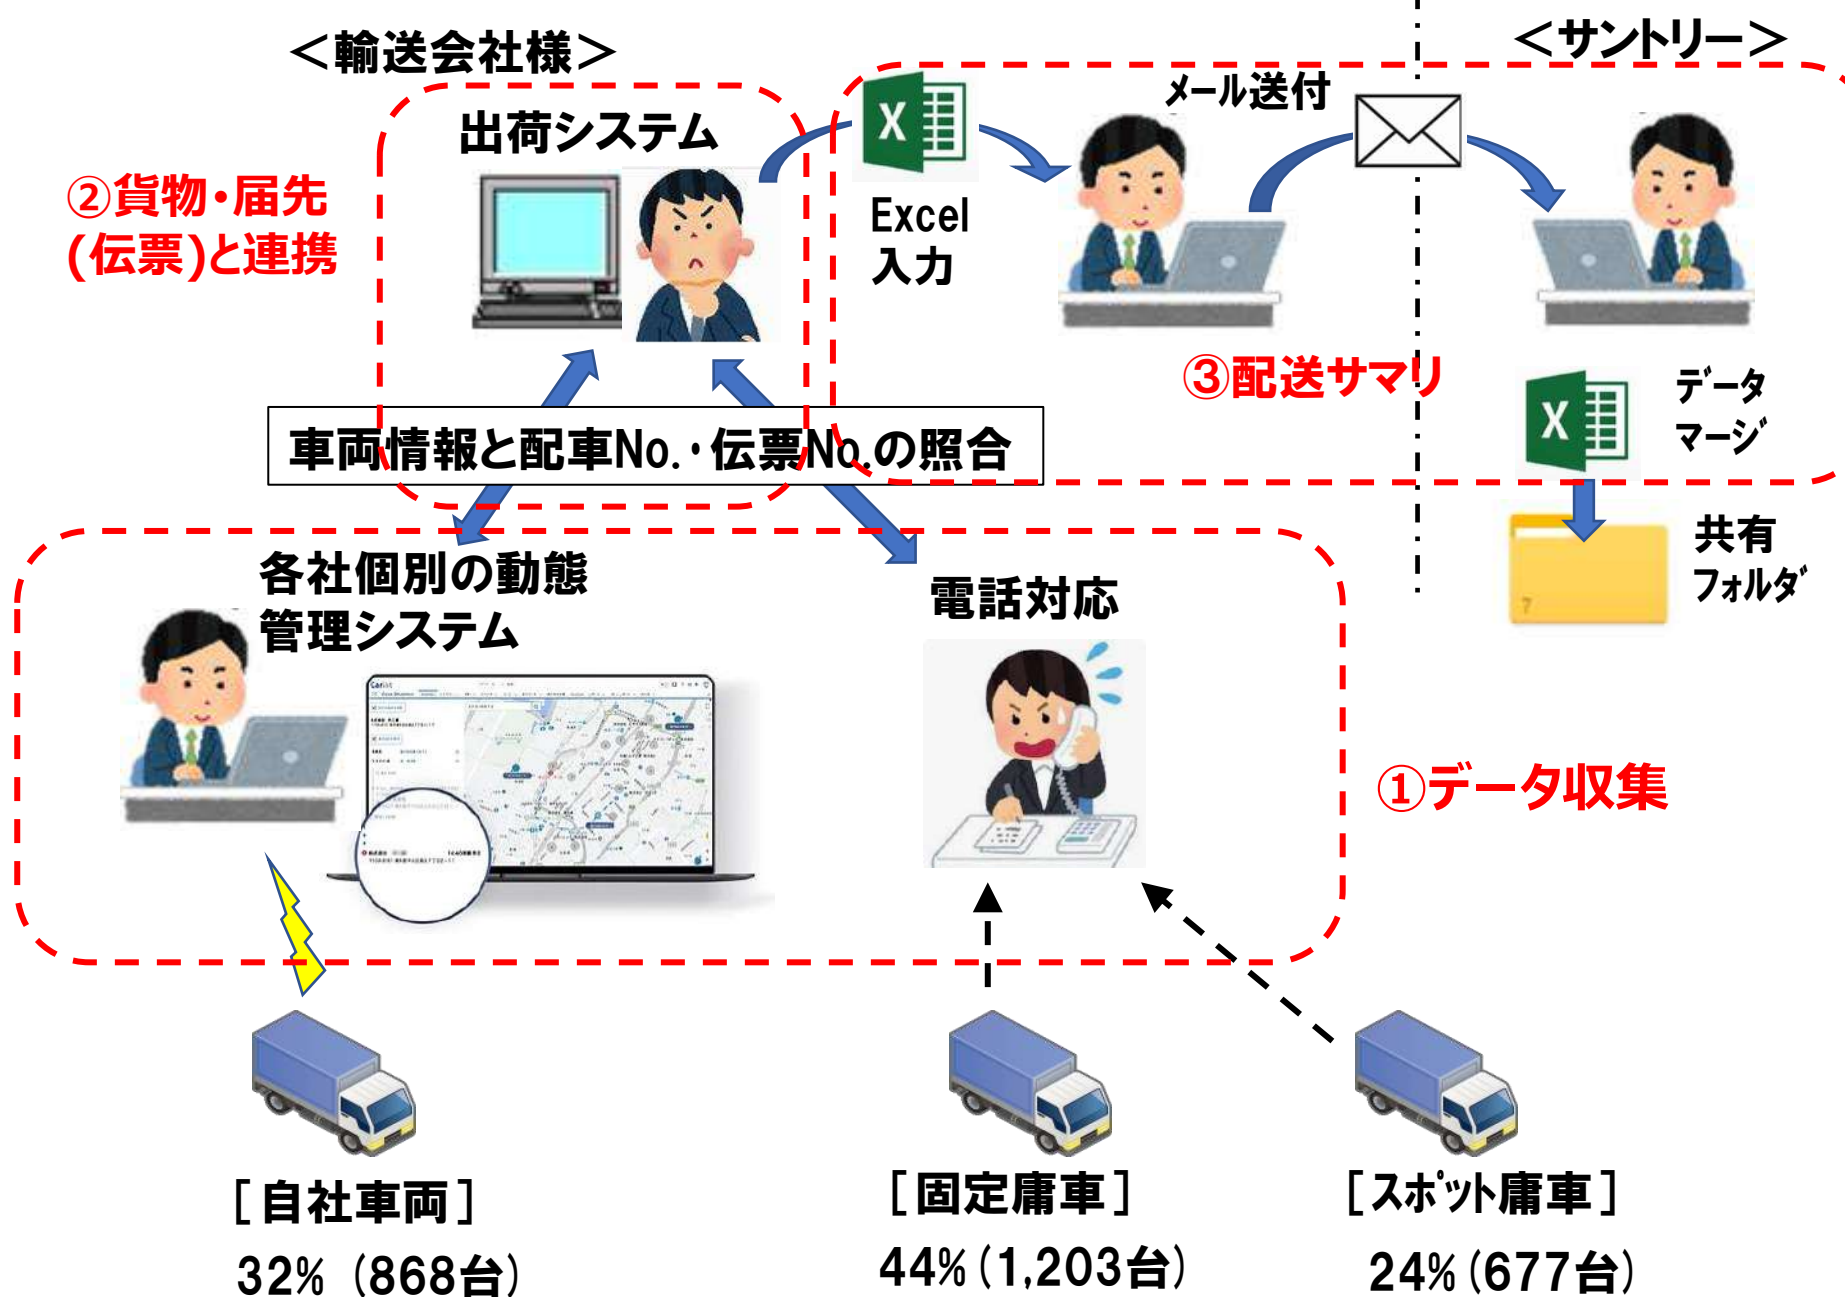 ＜輸送会社様＞
＜サントリー＞
出荷システム
メール送付
②貨物・届先
(伝票)と連携
Excel
入力
③配送サマリ
データ
マージ
車両情報と配車No.・伝票No.の照合
共有
フォルダ
各社個別の動態
管理システム
電話対応
①データ収集
［自社車両］
32% (868台)
［固定庸車］
44%(1,203台)
［スポット庸車］
24%(677台)